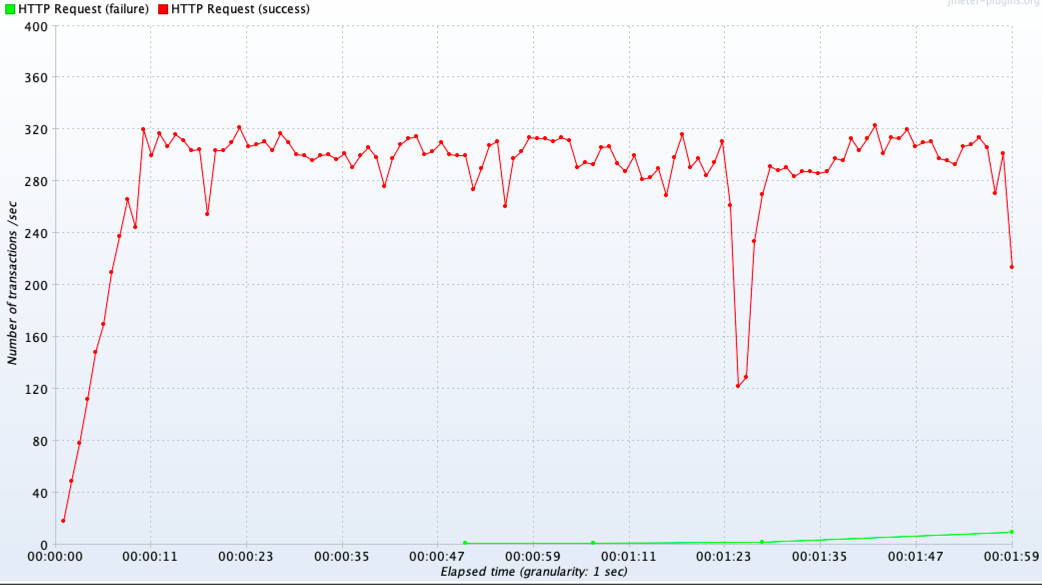 jmeter-plugins.org
HTTP Request (failure) HTTP Request (success)
400
360
320
280
240
200
160
120
80
40
0
Number of transactions /sec
00:00:00 00:00:11 00:00:23 00:00:35 00:00:47 00:00:59 00:01:11 00:01:23 00:01:35 00:01:47 00:01:59
Elapsed time (granularity: 1 sec)